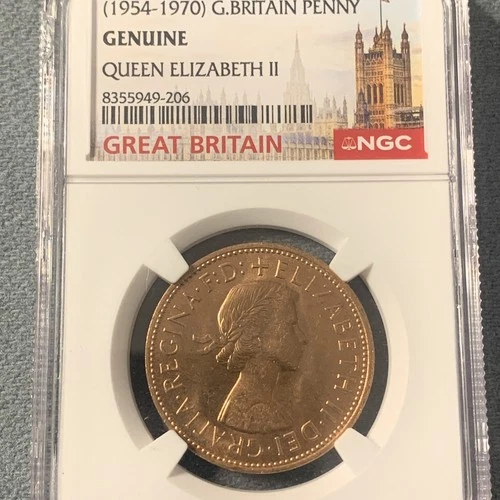 (1954-1970) G.BRITAIN PENNY
GENUINE
QUEEN ELIZABETH II
8355949-206
GREAT BRITAIN
NGC
+ELIZABETH·II·DEI·GRATIA·REGINA·F:D: